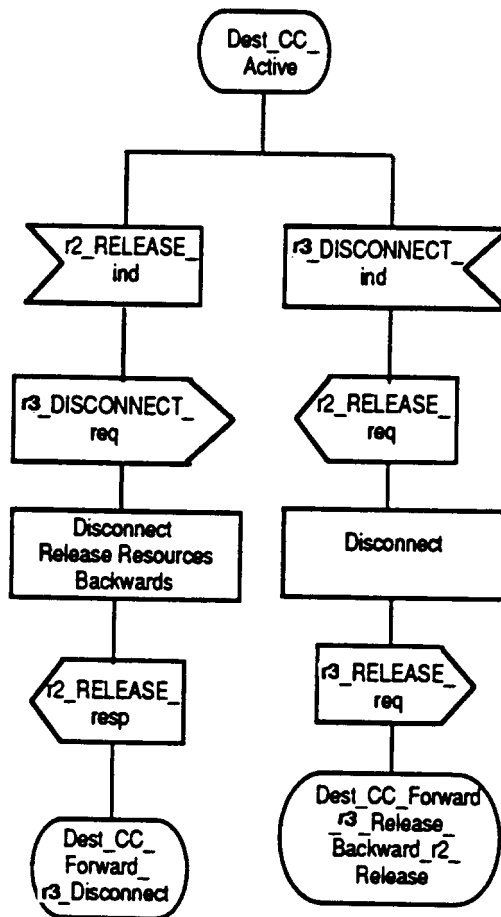 Dest_CC_
Active
r2_RELEASE_
ind
r3_DISCONNECT_
req
Disconnect
Release Resources
Backwards
r2_RELEASE_
resp
Dest_CC_
Forward_
r3_Disconnect
r3_DISCONNECT_
ind
r2_RELEASE_
req
Disconnect
r3_RELEASE_
req
Dest_CC_Forward
_r3_Release_
Backward_r2_
Release